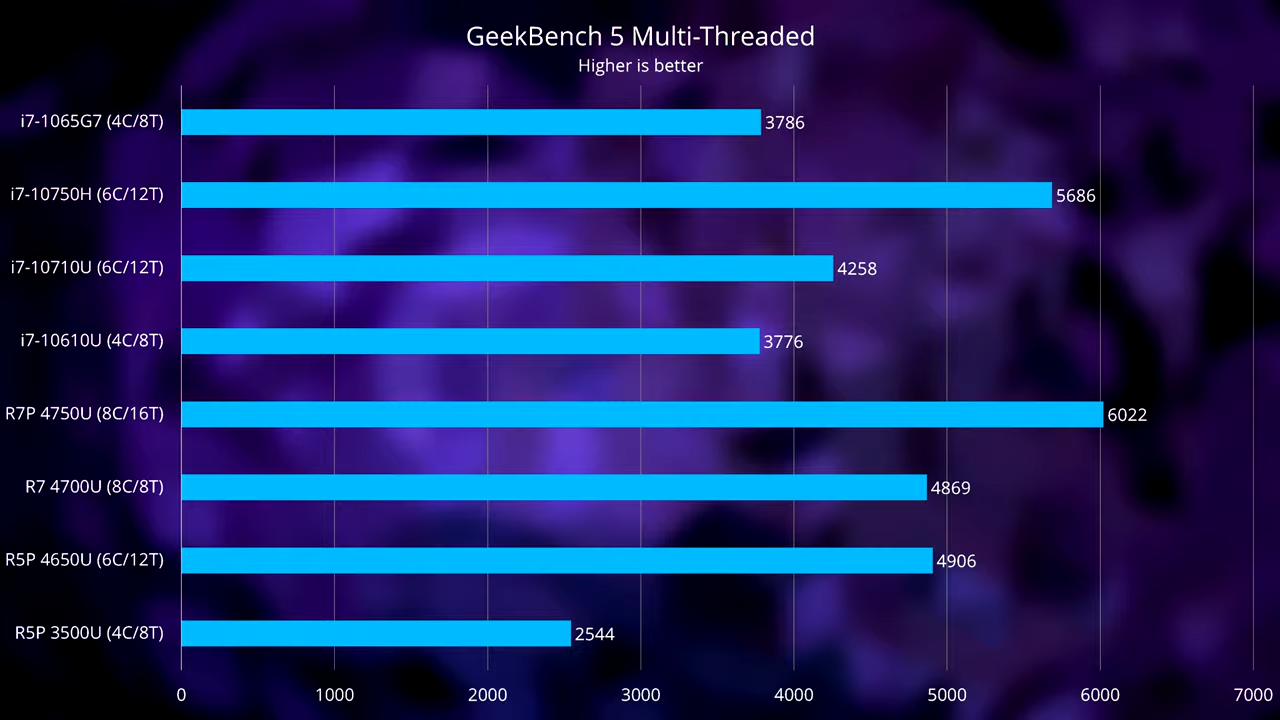 GeekBench 5 Multi-Threaded
Higher is better
i7-1065G7 (4C/8T) 3786
i7-10750H (6C/12T) 5686
i7-10710U (6C/12T) 4258
i7-10610U (4C/8T) 3776
R7P 4750U (8C/16T) 6022
R7 4700U (8C/8T) 4869
R5P 4650U (6C/12T) 4906
R5P 3500U (4C/8T) 2544
0 1000 2000 3000 4000 5000 6000 7000